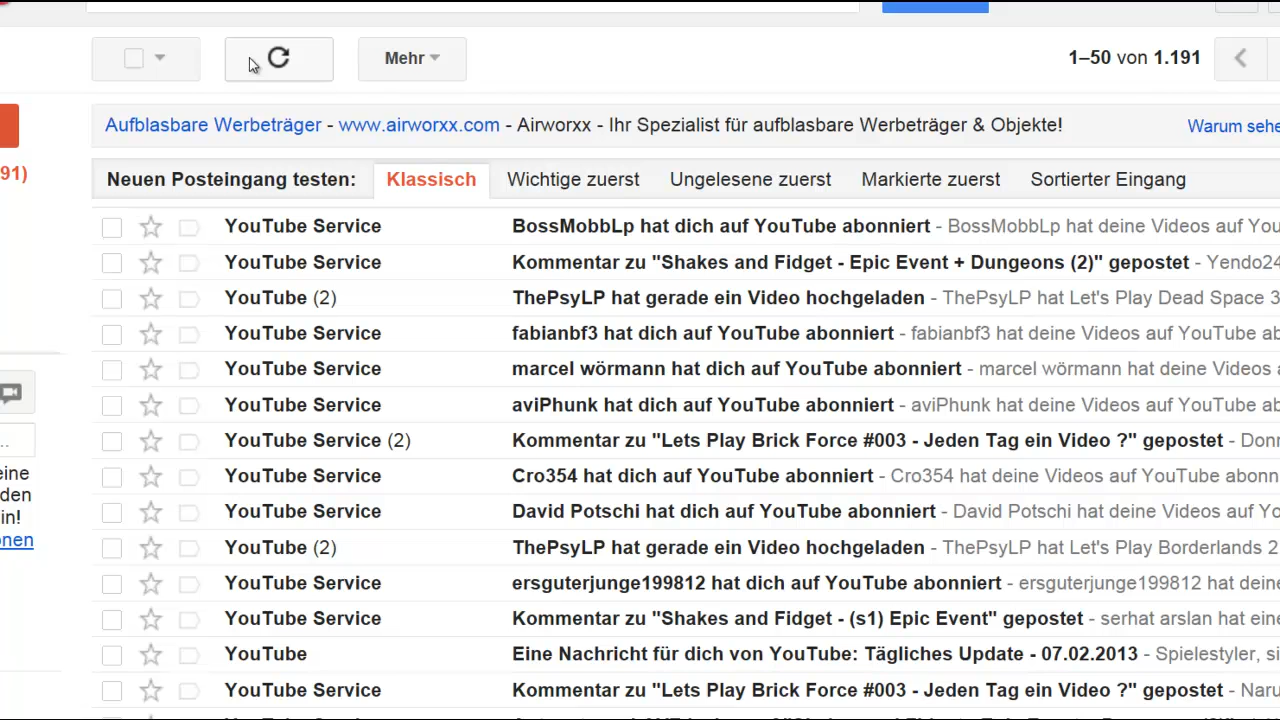 Mehr
1–50 von 1.191
Aufblasbare Werbeträger - www.airworxx.com - Airworxx - Ihr Spezialist für aufblasbare Werbeträger & Objekte!
Warum sehe
91)
Neuen Posteingang testen: Klassisch Wichtige zuerst Ungelesene zuerst Markierte zuerst Sortierter Eingang
YouTube Service BossMobbLp hat dich auf YouTube abonniert - BossMobbLp hat deine Videos auf You
YouTube Service Kommentar zu "Shakes and Fidget - Epic Event + Dungeons (2)" gepostet - Yendo24
YouTube (2) ThePsyLP hat gerade ein Video hochgeladen - ThePsyLP hat Let's Play Dead Space 3
YouTube Service fabianbf3 hat dich auf YouTube abonniert - fabianbf3 hat deine Videos auf YouTube ab
YouTube Service marcel wörmann hat dich auf YouTube abonniert - marcel wörmann hat deine Videos a
YouTube Service aviPhunk hat dich auf YouTube abonniert - aviPhunk hat deine Videos auf YouTube ab
YouTube Service (2) Kommentar zu "Lets Play Brick Force #003 - Jeden Tag ein Video ?" gepostet - Donn
YouTube Service Cro354 hat dich auf YouTube abonniert - Cro354 hat deine Videos auf YouTube abonn
YouTube Service David Potschi hat dich auf YouTube abonniert - David Potschi hat deine Videos auf Yo
YouTube (2) ThePsyLP hat gerade ein Video hochgeladen - ThePsyLP hat Let's Play Borderlands 2
YouTube Service ersguterjunge199812 hat dich auf YouTube abonniert - ersguterjunge199812 hat deine
YouTube Service Kommentar zu "Shakes and Fidget - (s1) Epic Event" gepostet - serhat arslan hat eine
YouTube Eine Nachricht für dich von YouTube: Tägliches Update - 07.02.2013 - Spielestyler, si
YouTube Service Kommentar zu "Lets Play Brick Force #003 - Jeden Tag ein Video ?" gepostet - Naru
..
eine
den
in!
onen